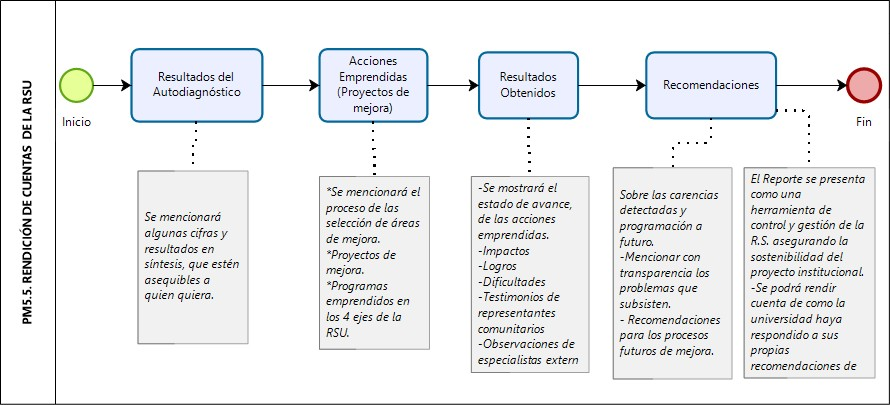 PM5.5. RENDICIÓN DE CUENTAS DE LA RSU
Inicio
Resultados del
Autodiagnóstico
Acciones
Emprendidas
(Proyectos de
mejora)
Resultados
Obtenidos
Recomendaciones
Fin
Se mencionará
algunas cifras y
resultados en
síntesis, que estén
asequibles a
quien quiera.
*Se mencionará el
proceso de las
selección de áreas
de mejora.
*Proyectos de
mejora.
*Programas
emprendidos en
los 4 ejes de la
RSU.
-Se mostrará el
estado de avance,
de las acciones
emprendidas.
-Impactos
-Logros
-Dificultades
-Testimonios de
representantes
comunitarios
-Observaciones de
especialistas extern
Sobre las carencias
detectadas y
programación a
futuro.
-Mencionar con
transparencia los
problemas que
subsisten.
- Recomendaciones
para los procesos
futuros de mejora.
El Reporte se presenta
como una
herramienta de
control y gestión de la
R.S. asegurando la
sostenibilidad del
proyecto institucional.
-Se podrá rendir
cuenta de como la
universidad haya
respondido a sus
propias
recomendaciones de